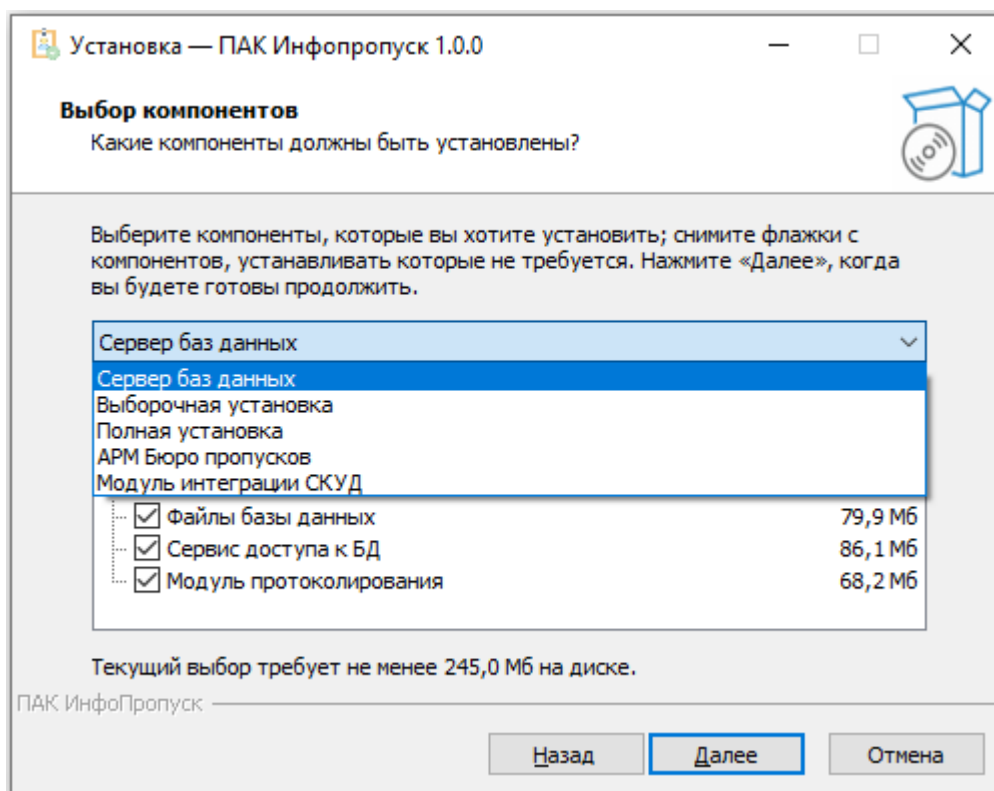 Установка — ПАК Инфопропуск 1.0.0
Выбор компонентов
Какие компоненты должны быть установлены?
Выберите компоненты, которые вы хотите установить; снимите флажки с
компонентов, устанавливать которые не требуется. Нажмите «Далее», когда
вы будете готовы продолжить.
Сервер баз данных
Сервер баз данных
Выборочная установка
Полная установка
АРМ Бюро пропусков
Модуль интеграции СКУД
Файлы базы данных 79,9 Мб
Сервис доступа к БД 86,1 Мб
Модуль протоколирования 68,2 Мб
Текущий выбор требует не менее 245,0 Мб на диске.
ПАК ИнфоПропуск
Назад Далее Отмена